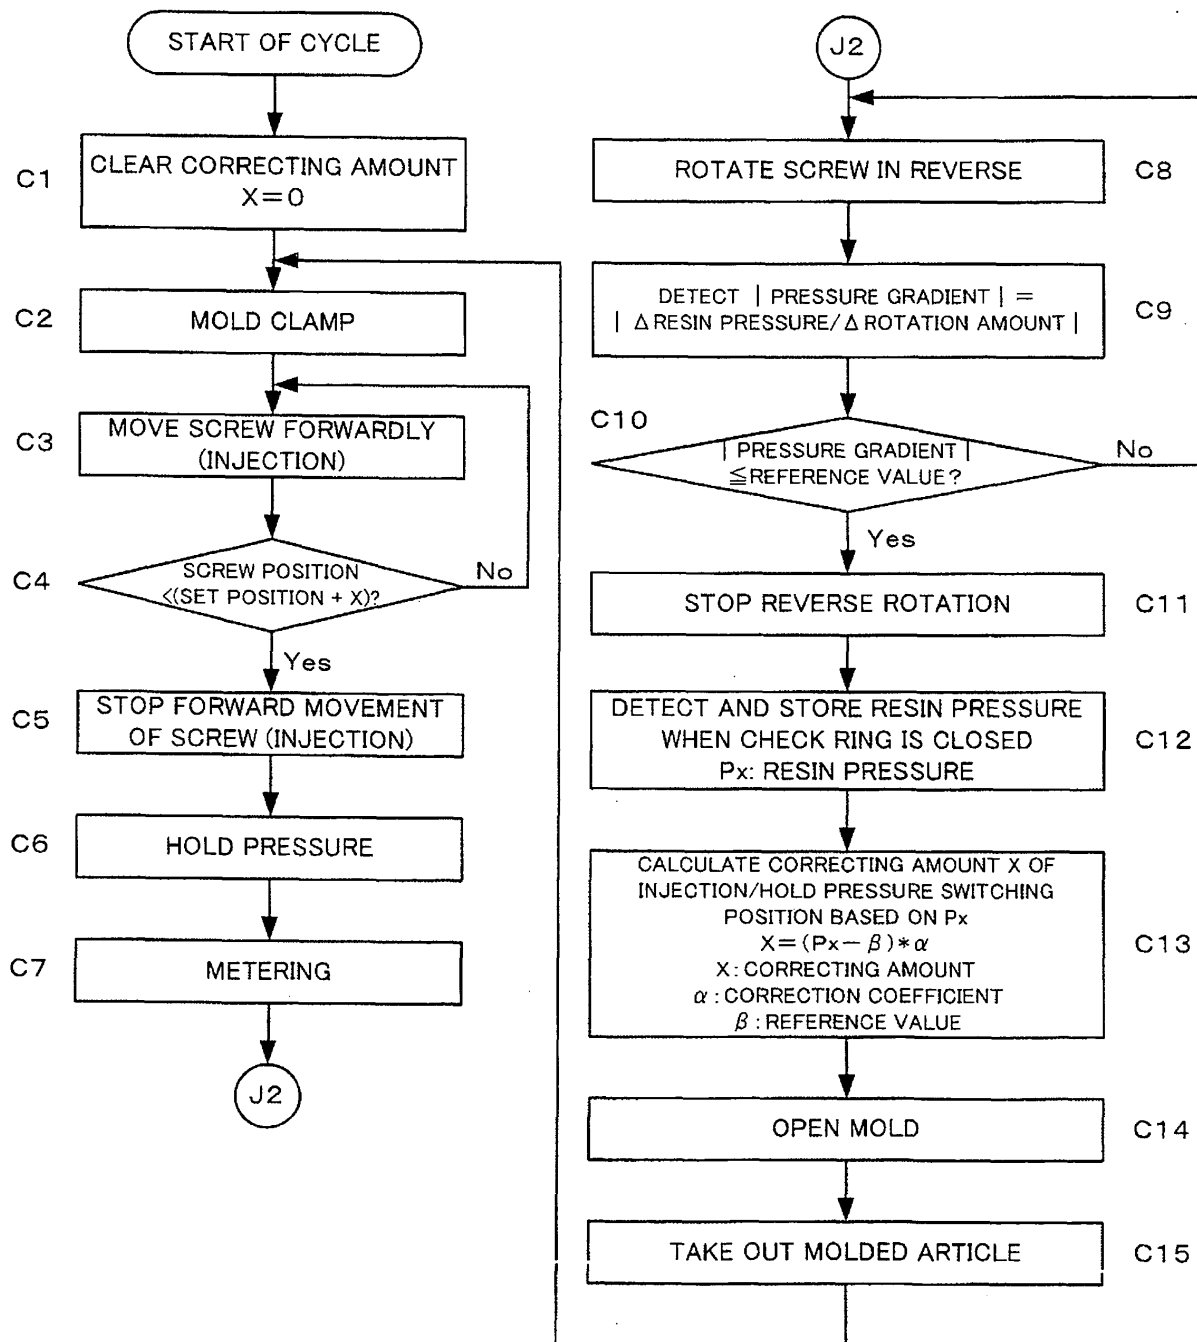 START OF CYCLE
C1
CLEAR CORRECTING AMOUNT
X=0
C2
MOLD CLAMP
C3
MOVE SCREW FORWARDLY
(INJECTION)
C4
SCREW POSITION
<(SET POSITION + X)?
No
Yes
C5
STOP FORWARD MOVEMENT
OF SCREW (INJECTION)
C6
HOLD PRESSURE
C7
METERING
J2
J2
ROTATE SCREW IN REVERSE
C8
DETECT | PRESSURE GRADIENT | =
| Δ RESIN PRESSURE/Δ ROTATION AMOUNT |
C9
C10
| PRESSURE GRADIENT |
≦REFERENCE VALUE?
No
Yes
STOP REVERSE ROTATION
C11
DETECT AND STORE RESIN PRESSURE
WHEN CHECK RING IS CLOSED
Px: RESIN PRESSURE
C12
CALCULATE CORRECTING AMOUNT X OF
INJECTION/HOLD PRESSURE SWITCHING
POSITION BASED ON Px
X=(Px-β)*α
X: CORRECTING AMOUNT
α: CORRECTION COEFFICIENT
β: REFERENCE VALUE
C13
OPEN MOLD
C14
TAKE OUT MOLDED ARTICLE
C15